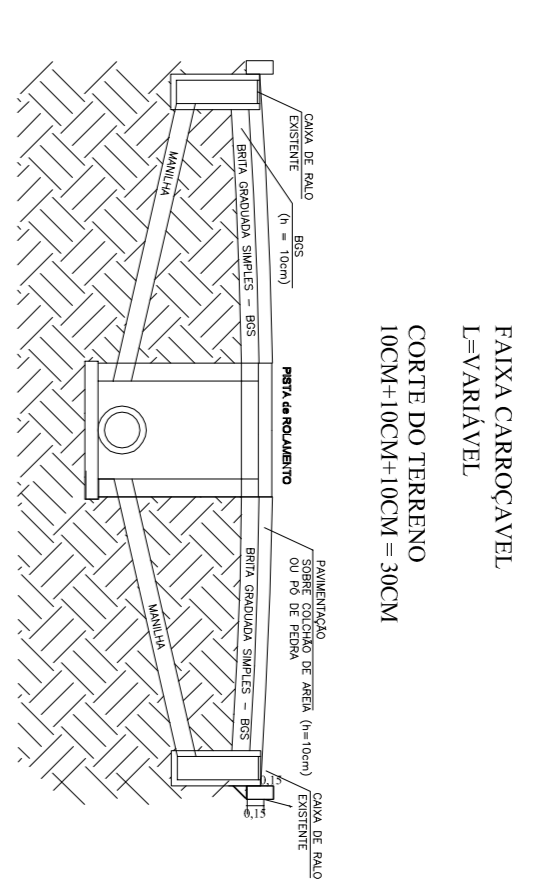 FAIXA CARROÇAVEL
L=VARIÁVEL
CORTE DO TERRENO
10CM+10CM+10CM = 30CM
CAIXA DE RALO
EXISTENTE
BGS
(h = 10cm)
PISTA de ROLAMENTO
PAVIMENTAÇÃO
SOBRE COLCHÃO DE AREIA (h=10cm)
OU PÓ DE PEDRA
CAIXA DE RALO
EXISTENTE
BRITA GRADUADA SIMPLES - BGS
BRITA GRADUADA SIMPLES - BGS
0,15
0,15
MANILHA
MANILHA